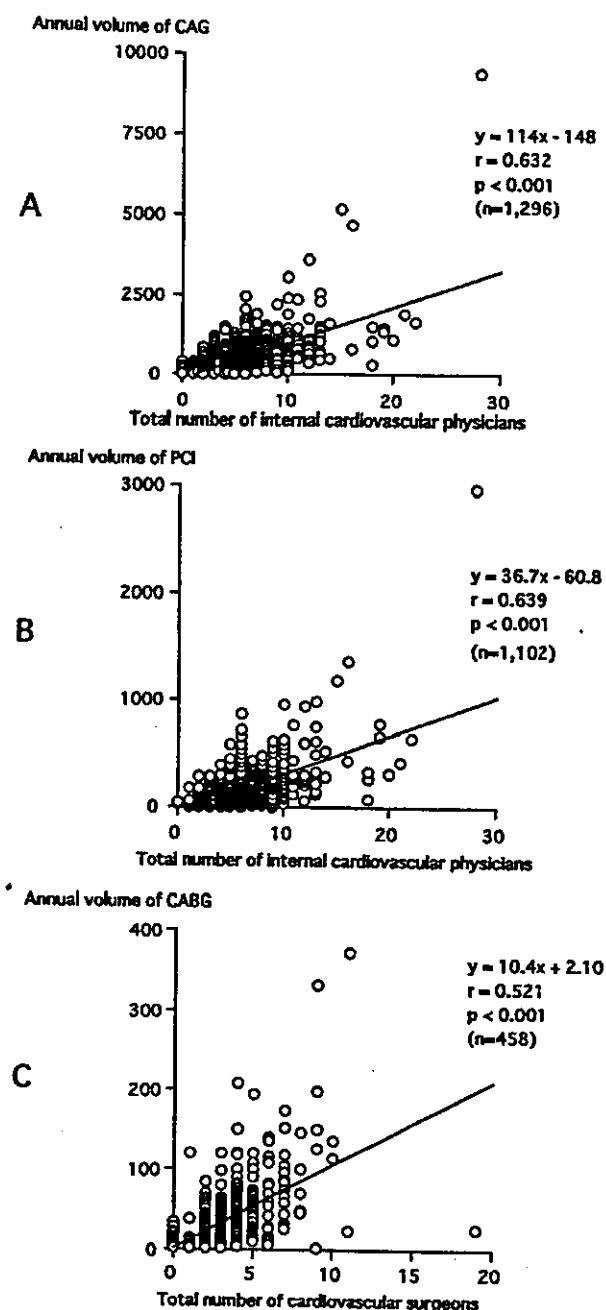 Annual volume of CAG
10000
7500
5000
2500
0
A
y = 114x - 148
r = 0.632
p < 0.001
(n=1,296)
0 10 20 30
Total number of internal cardiovascular physicians
Annual volume of PCI
3000
2000
1000
0
B
y = 36.7x - 60.8
r = 0.639
p < 0.001
(n=1,102)
0 10 20 30
Total number of internal cardiovascular physicians
Annual volume of CABG
400
300
200
100
0
C
y = 10.4x + 2.10
r = 0.521
p < 0.001
(n=458)
0 5 10 15 20
Total number of cardiovascular surgeons